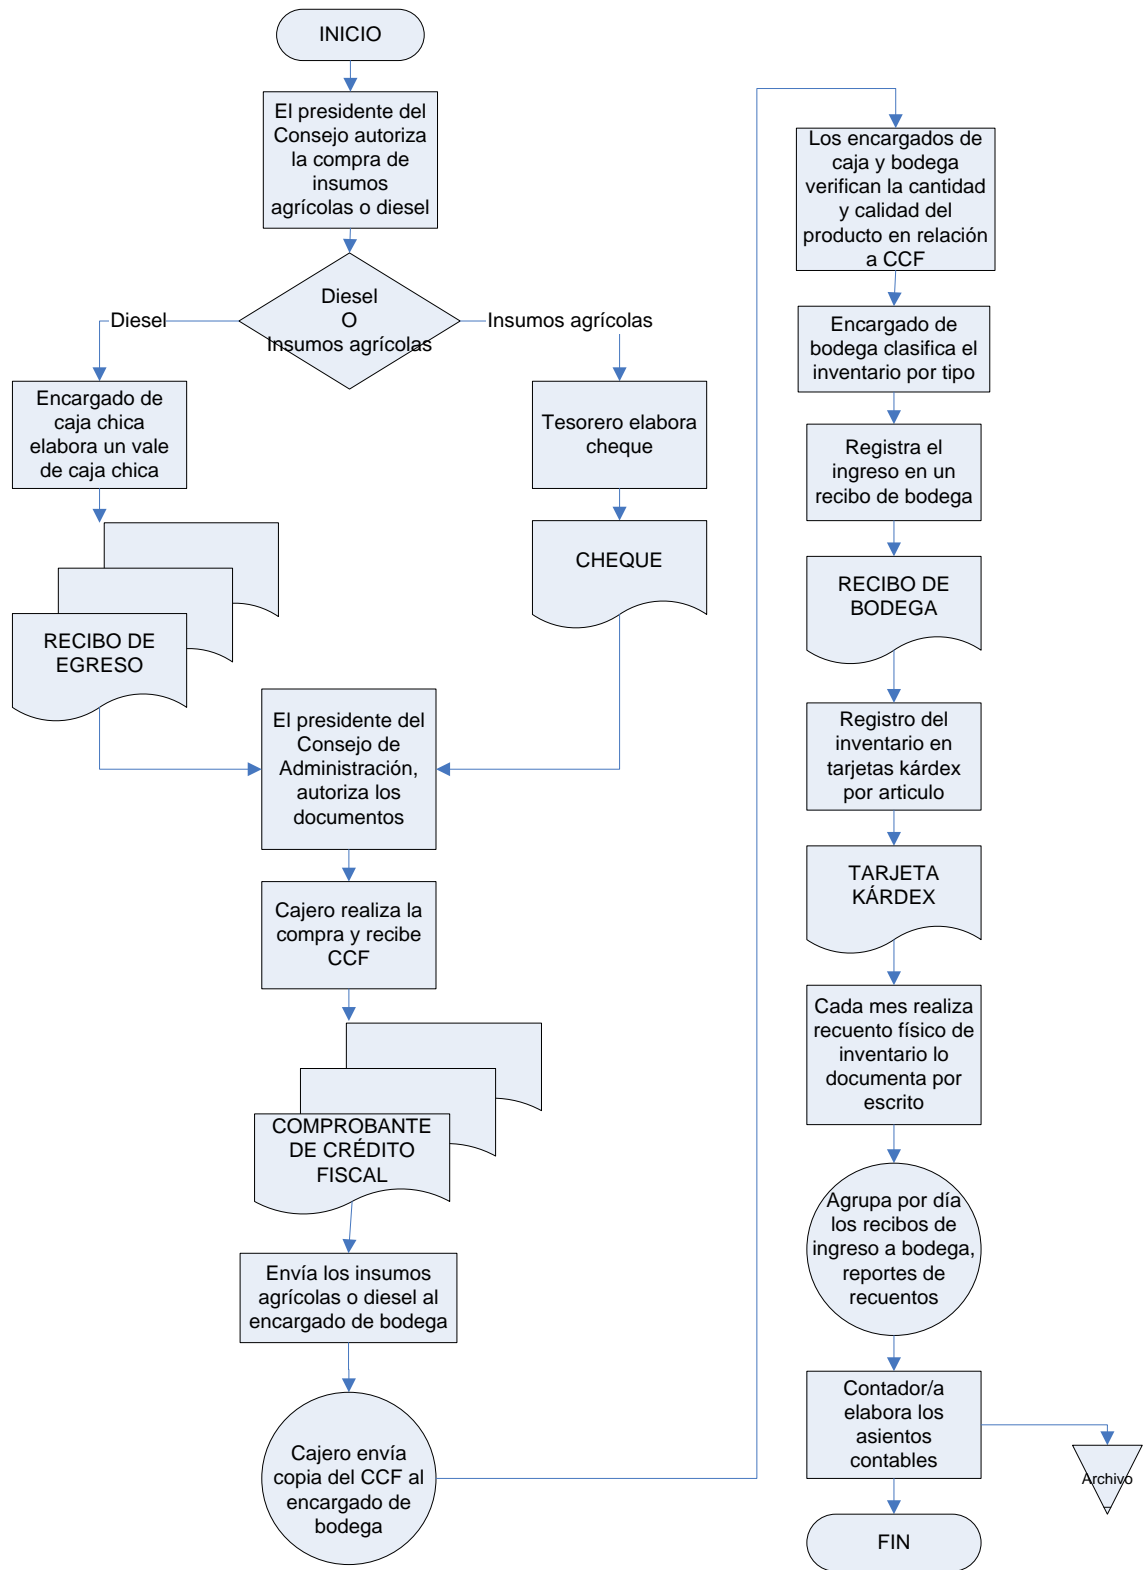 INICIO
El presidente del
Consejo autoriza
la compra de
insumos
agrícolas o diesel
Diesel
O
Insumos agrícolas
Diesel
Insumos agrícolas
Encargado de
caja chica
elabora un vale
de caja chica
Tesorero elabora
cheque
RECIBO DE
EGRESO
CHEQUE
El presidente del
Consejo de
Administración,
autoriza los
documentos
Cajero realiza la
compra y recibe
CCF
COMPROBANTE
DE CRÉDITO
FISCAL
Envía los insumos
agrícolas o diesel al
encargado de bodega
Cajero envía
copia del CCF al
encargado de
bodega
Los encargados de
caja y bodega
verifican la cantidad
y calidad del
producto en relación
a CCF
Encargado de
bodega clasifica el
inventario por tipo
Registra el
ingreso en un
recibo de bodega
RECIBO DE
BODEGA
Registro del
inventario en
tarjetas kárdex
por articulo
TARJETA
KÁRDEX
Cada mes realiza
recuento físico de
inventario lo
documenta por
escrito
Agrupa por día
los recibos de
ingreso a bodega,
reportes de
recuentos
Contador/a
elabora los
asientos
contables
Archivo
FIN